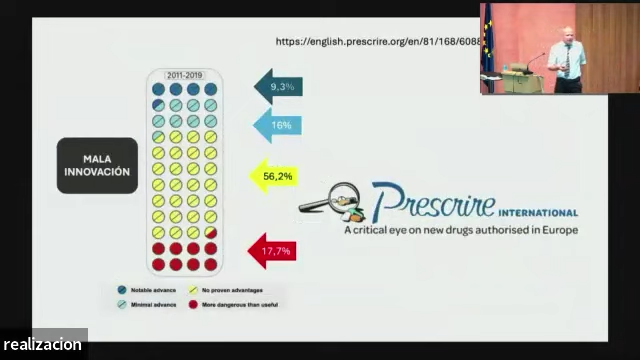 https://english.prescrire.org/en/81/168/6088
2011-2019
9,3%
16%
MALA
INNOVACIÓN
56,2%
Prescrire INTERNATIONAL
A critical eye on new drugs authorised in Europe
17,7%
Notable advance
No proven advantages
Minimal advance
More dangerous than useful
realizacion